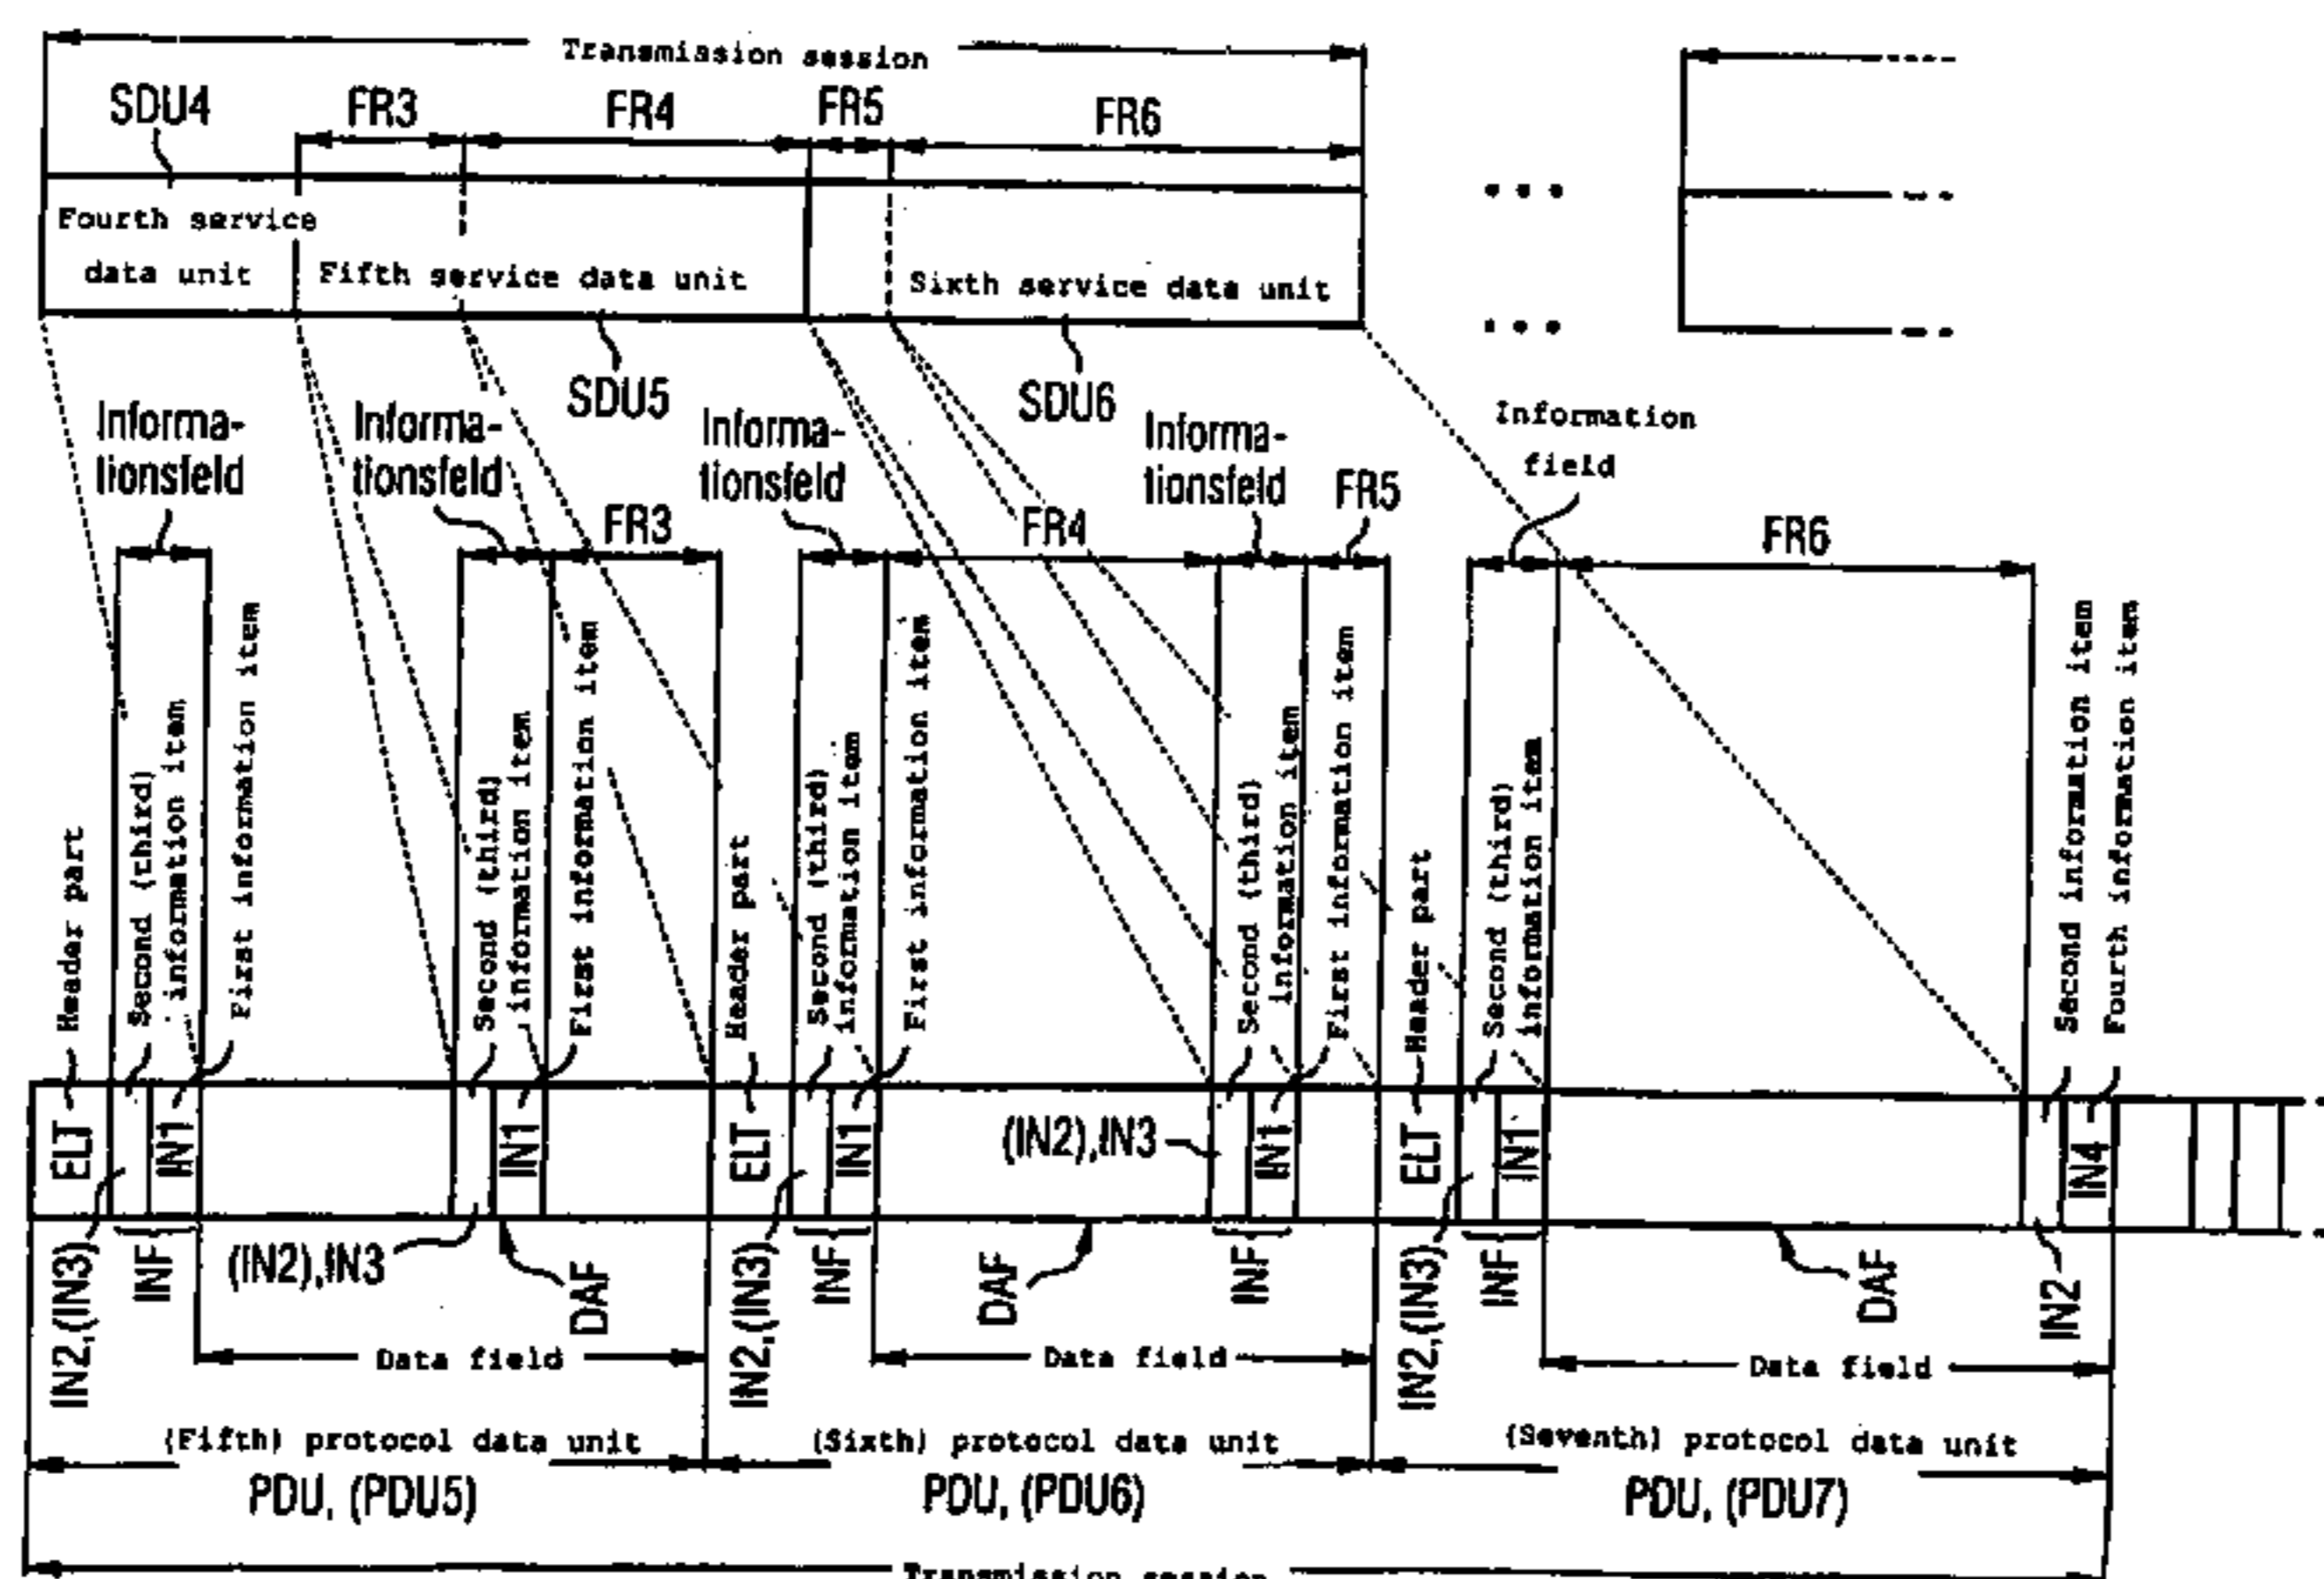 Transmission session
SDU4 FR3 FR4 FR5 FR6
Fourth service
data unit
Fifth service data unit
Sixth service data unit
SDU5
SDU6
Informa-
tionsfeld
Informa-
tionsfeld
Informa-
tionsfeld
Informa-
tionsfeld
Information
field
FR3
FR4
FR5
FR6
Header part
Second (third)
information item
First information item
Second (third)
information item
First information item
Header part
Second (third)
information item
First information item
Second (third)
information item
First information item
Header part
Second (third)
information item
Second information item
Fourth information item
ELT
IN1
IN1
ELT
IN1
(IN2),IN3
IN1
ELT
IN1
IN4
IN2,(IN3)
INF
(IN2),IN3
DAF
IN2,(IN3)
INF
DAF
INF
IN2,(IN3)
INF
DAF
IN2
Data field
Data field
Data field
(Fifth) protocol data unit
(Sixth) protocol data unit
(Seventh) protocol data unit
PDU, (PDU5)
PDU, (PDU6)
PDU, (PDU7)
Transmission session